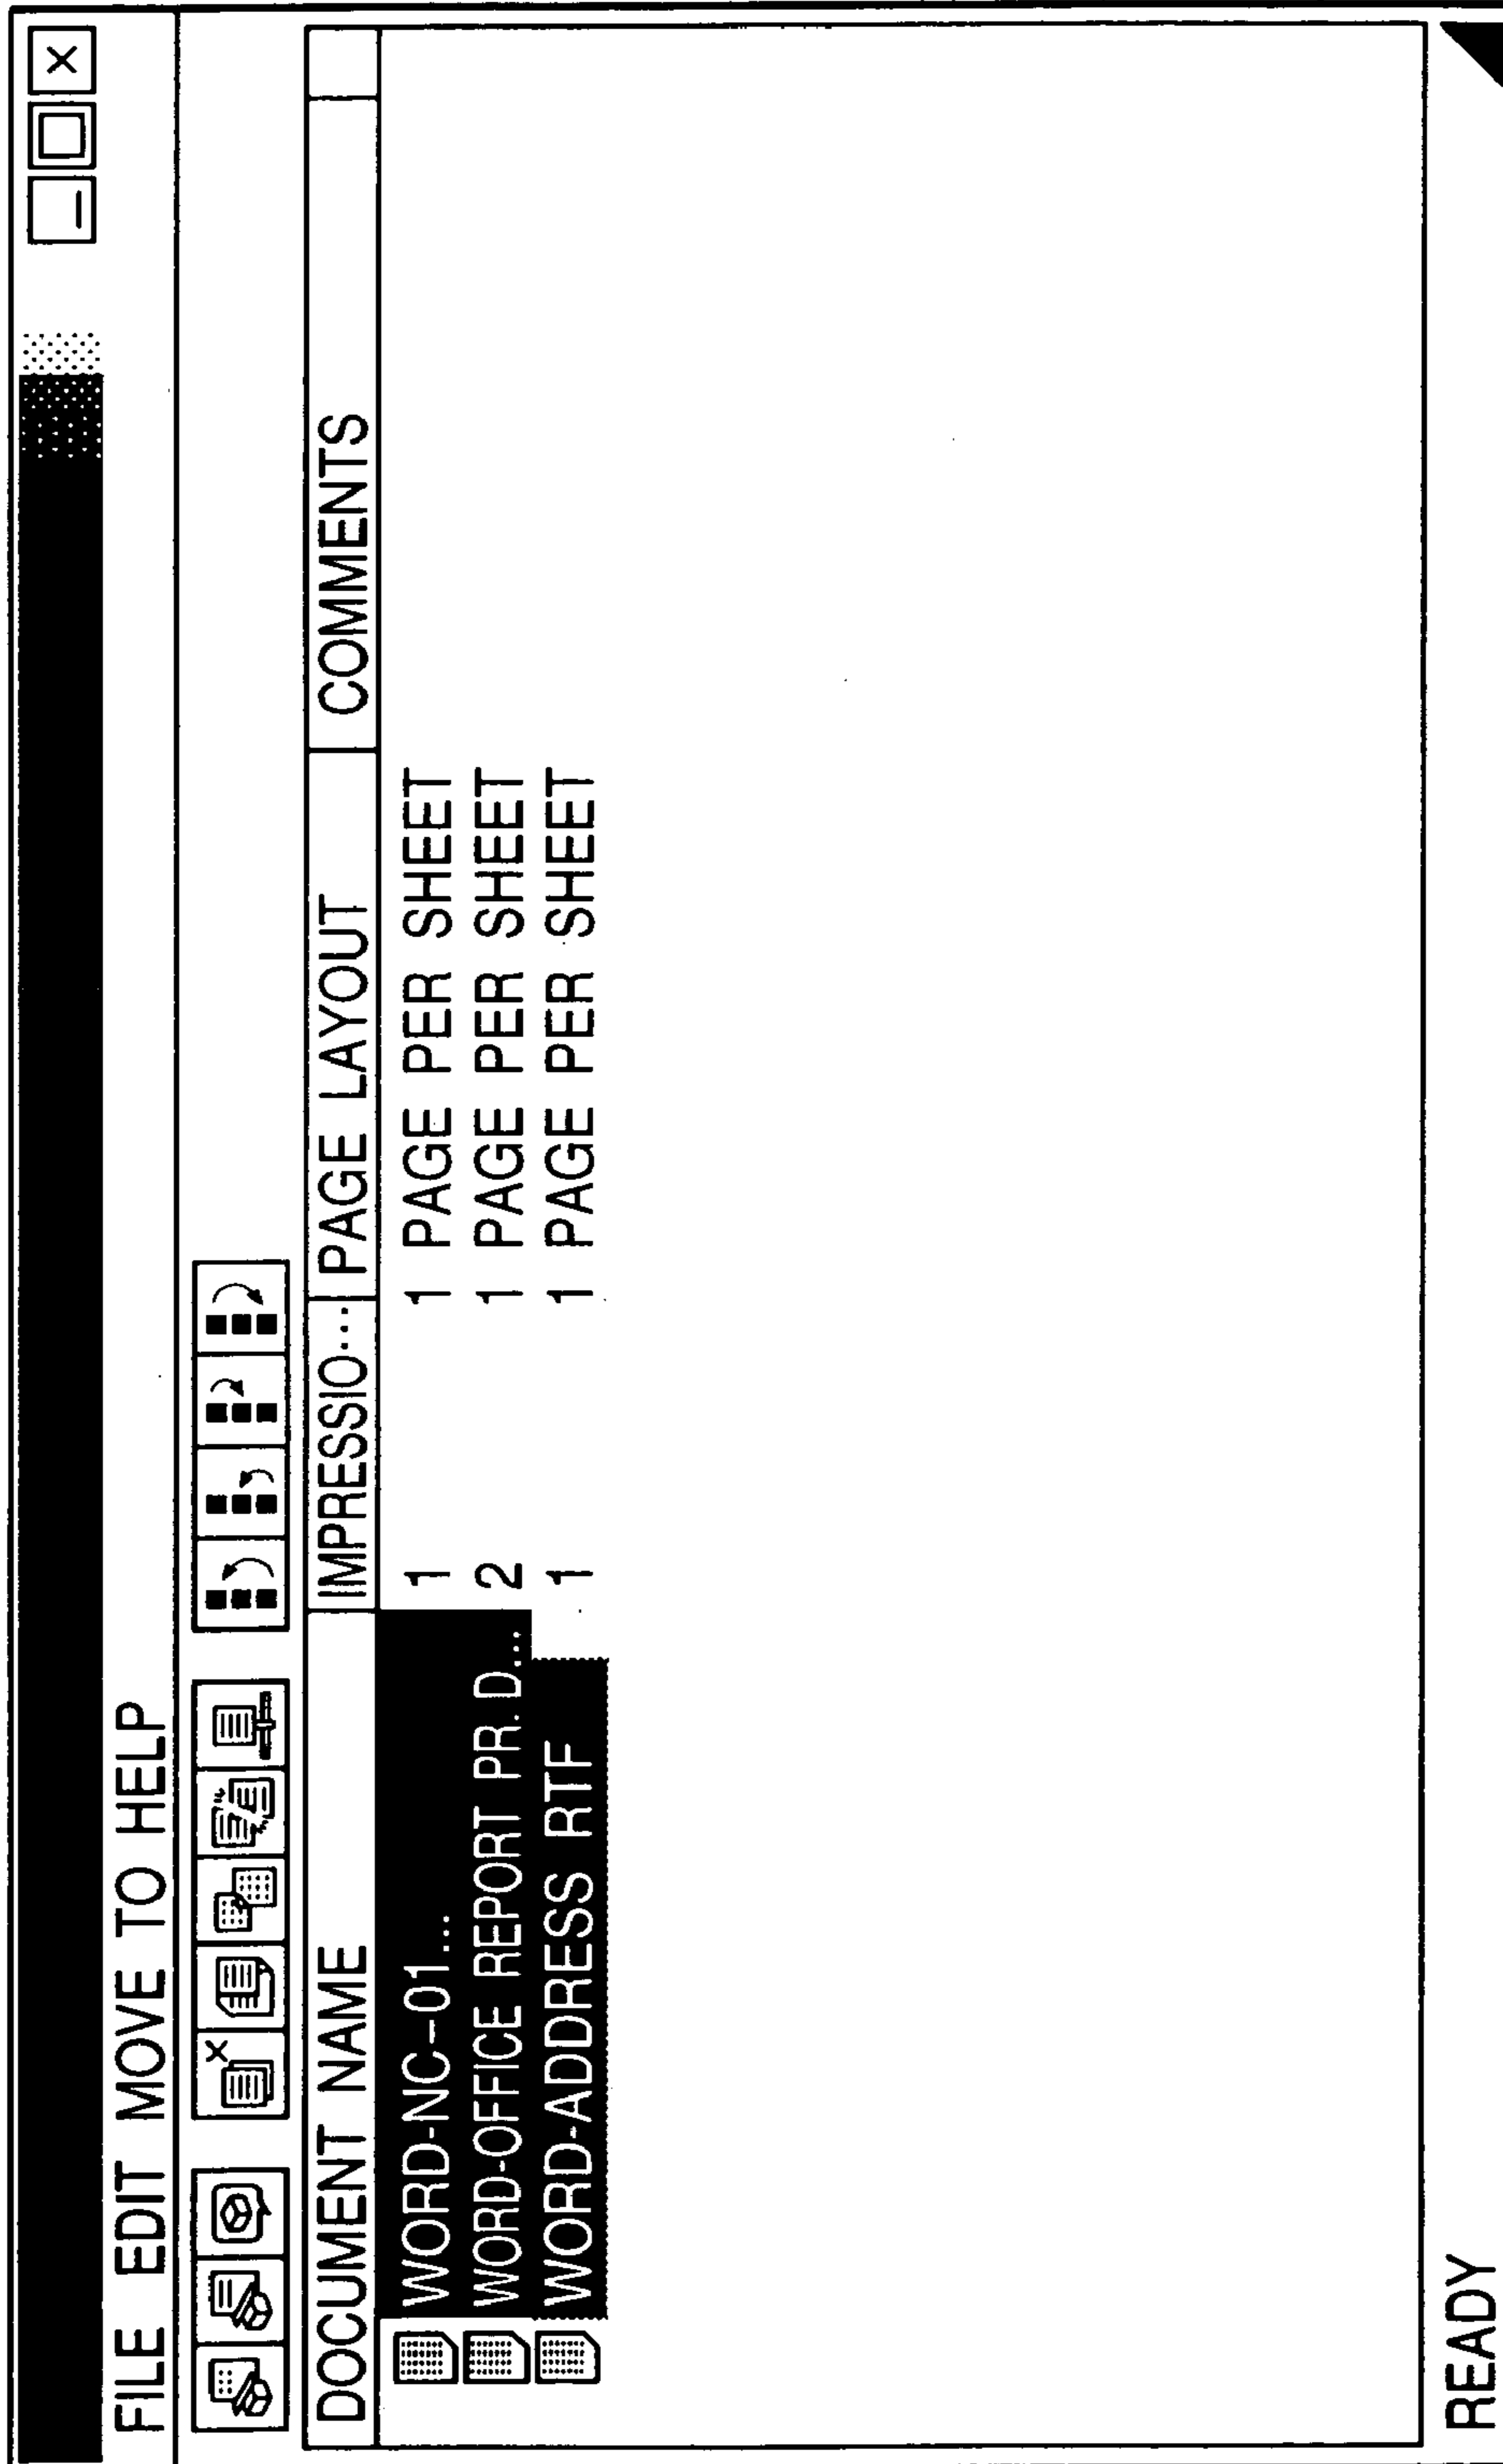 FILE EDIT MOVE TO HELP
DOCUMENT NAME IMPRESSIO... PAGE LAYOUT COMMENTS
WORD-NC-01... 1 1 PAGE PER SHEET
WORD-OFFICE REPORT PR. D... 2 1 PAGE PER SHEET
WORD-ADDRESS RTF 1 1 PAGE PER SHEET
READY